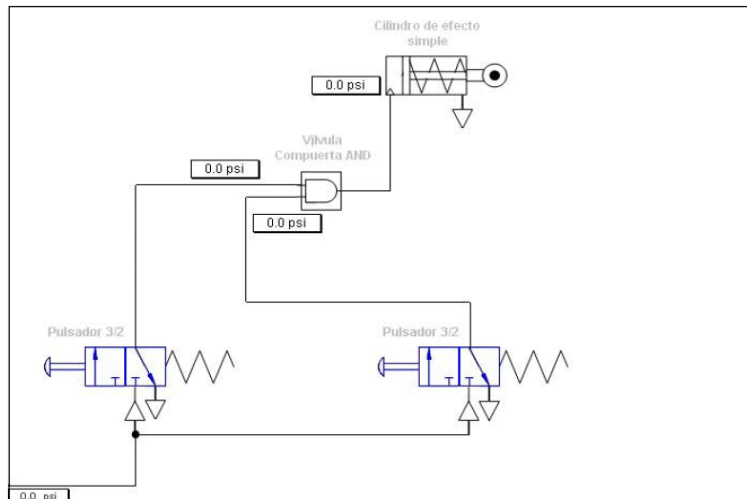 Cilindro de efecto
simple
0.0 psi
Vįlvula
Compuerta AND
0.0 psi
0.0 psi
Pulsador 3/2
Pulsador 3/2
0.0 psi